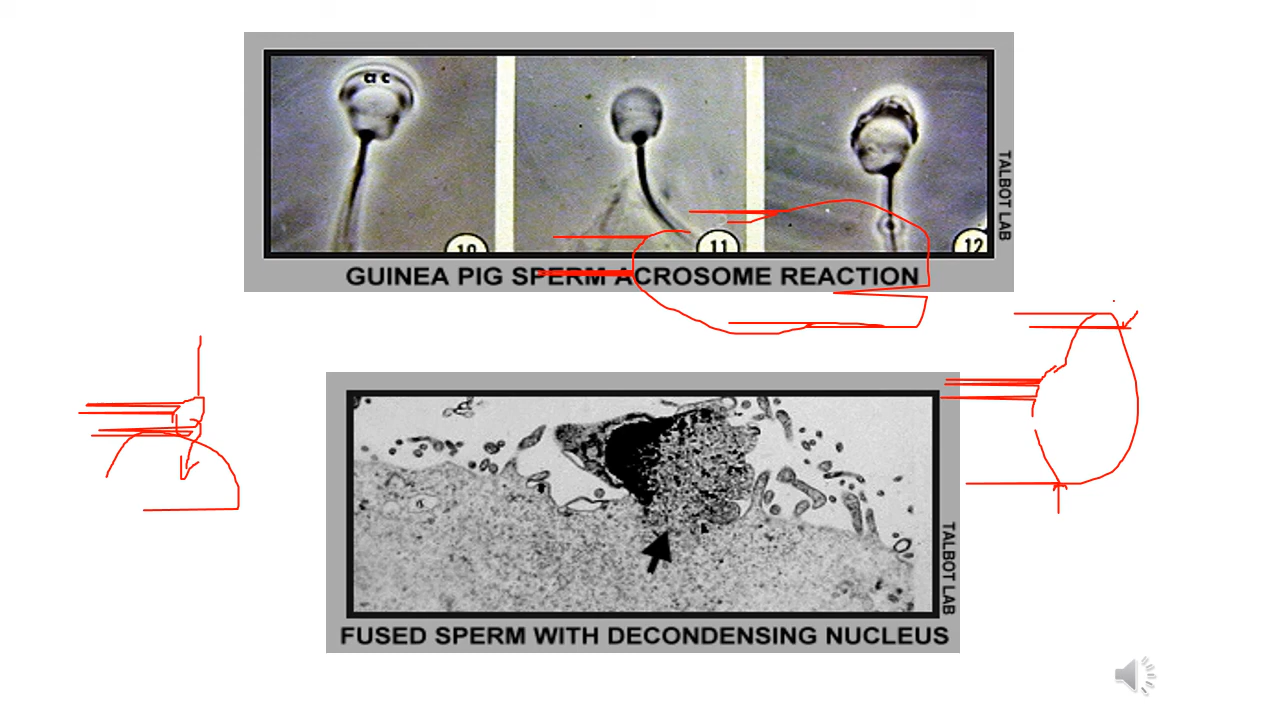 ac
10
11
12
TALBOT LAB
GUINEA PIG SPERM ACROSOME REACTION
TALBOT LAB
FUSED SPERM WITH DECONDENSING NUCLEUS